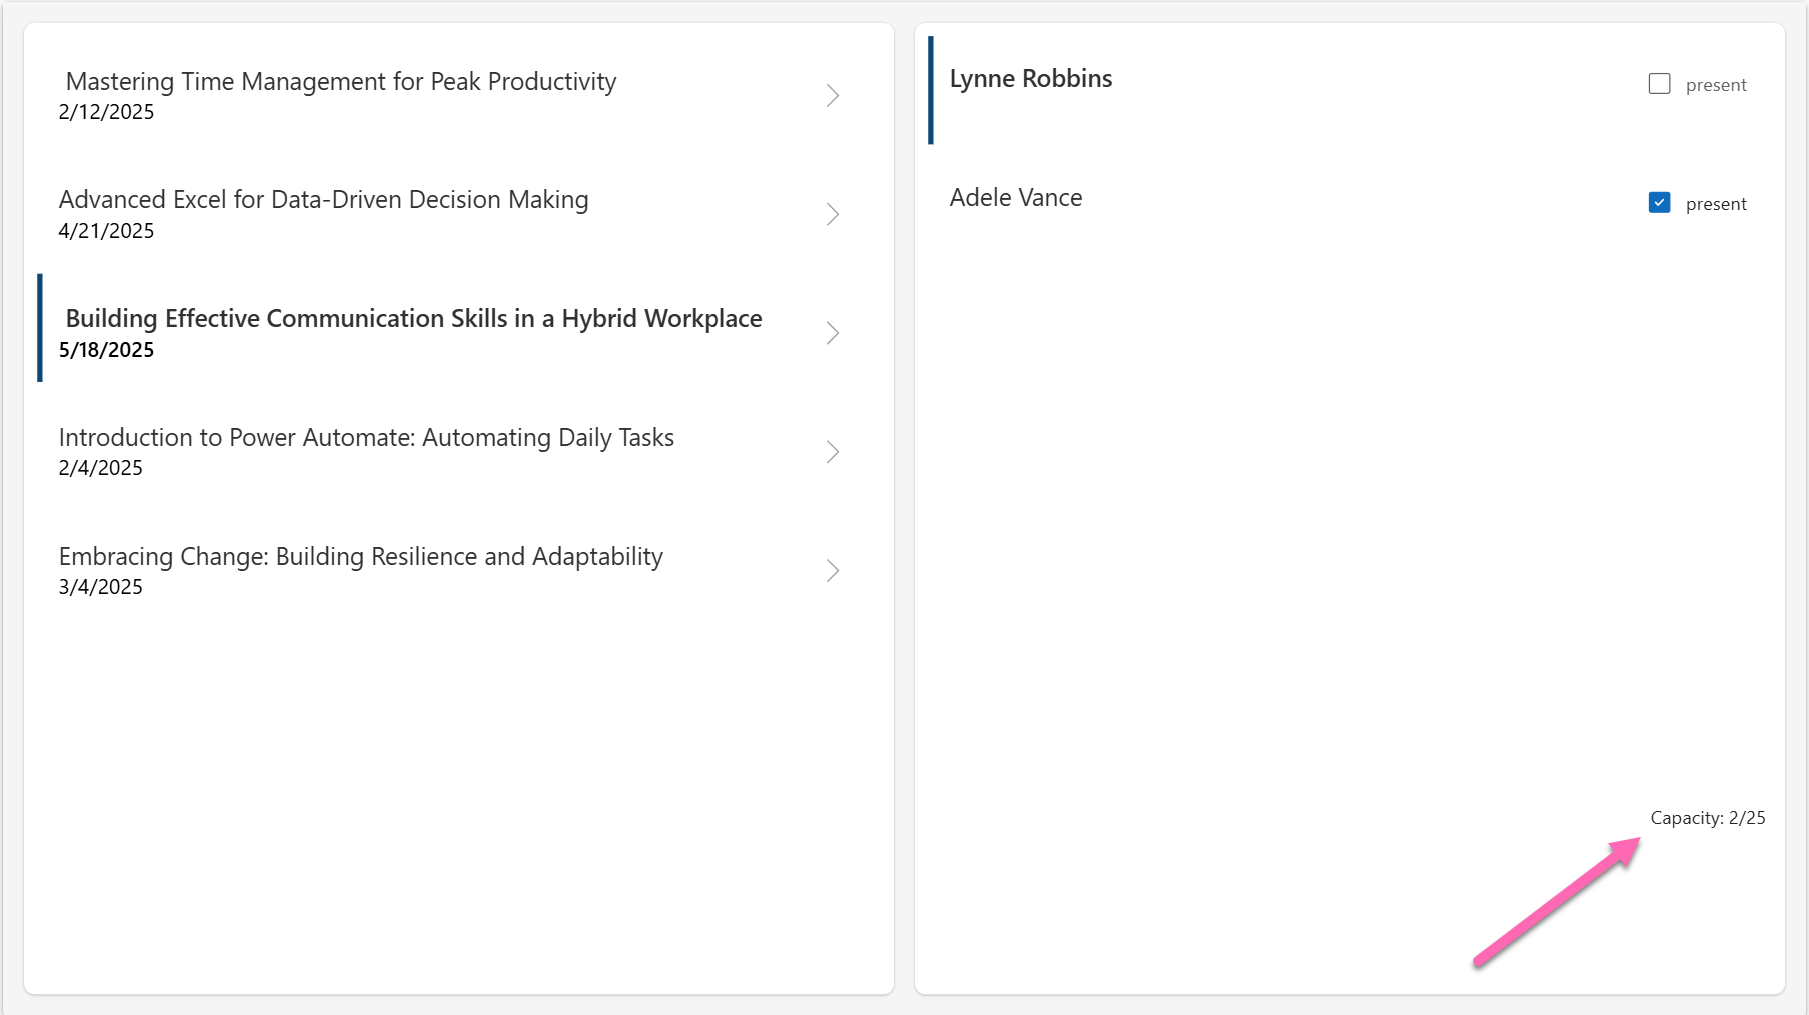 Mastering Time Management for Peak Productivity
2/12/2025
Advanced Excel for Data-Driven Decision Making
4/21/2025
Building Effective Communication Skills in a Hybrid Workplace
5/18/2025
Introduction to Power Automate: Automating Daily Tasks
2/4/2025
Embracing Change: Building Resilience and Adaptability
3/4/2025
Lynne Robbins
present
Adele Vance
present
Capacity: 2/25